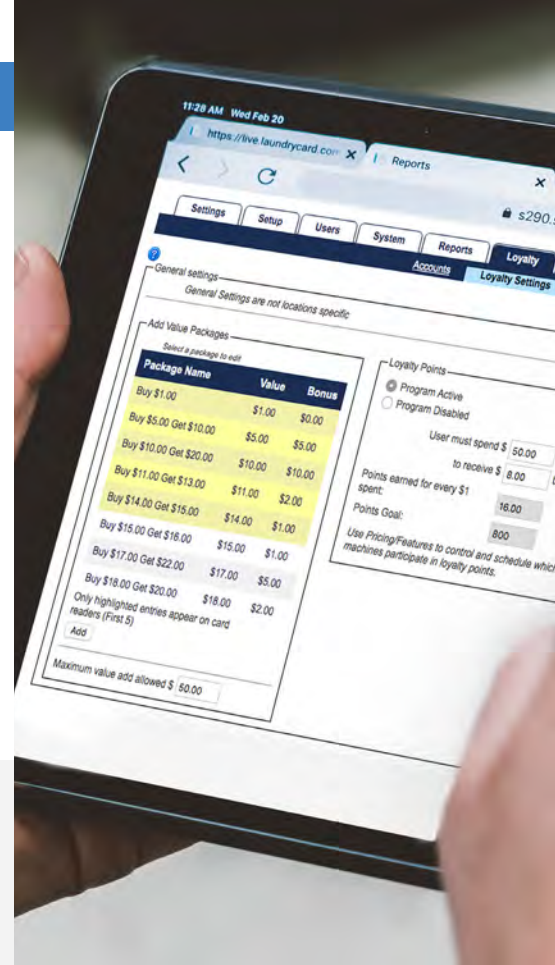 11:28 AM Wed Feb 20
https://live.laundrycard.com
Reports
s290.s
Settings Setup Users System Reports Loyalty
Accounts Loyalty Settings
General settings
General Settings are not locations specific
Add Value Packages
Select a package to edit
Package Name Value Bonus
Buy $1.00 $1.00 $0.00
Buy $5.00 Get $10.00 $5.00 $5.00
Buy $10.00 Get $20.00 $10.00 $10.00
Buy $11.00 Get $13.00 $11.00 $2.00
Buy $14.00 Get $15.00 $14.00 $1.00
Buy $15.00 Get $16.00 $15.00 $1.00
Buy $17.00 Get $22.00 $17.00 $5.00
Buy $18.00 Get $20.00 $18.00 $2.00
Only highlighted entries appear on card
readers (First 5)
Add
Maximum value add allowed $ 50.00
Loyalty Points
Program Active
Program Disabled
User must spend $ 50.00
to receive $ 8.00
Points earned for every $1
spent: 16.00
Points Goal: 800
Use Pricing/Features to control and schedule which
machines participate in loyalty points.